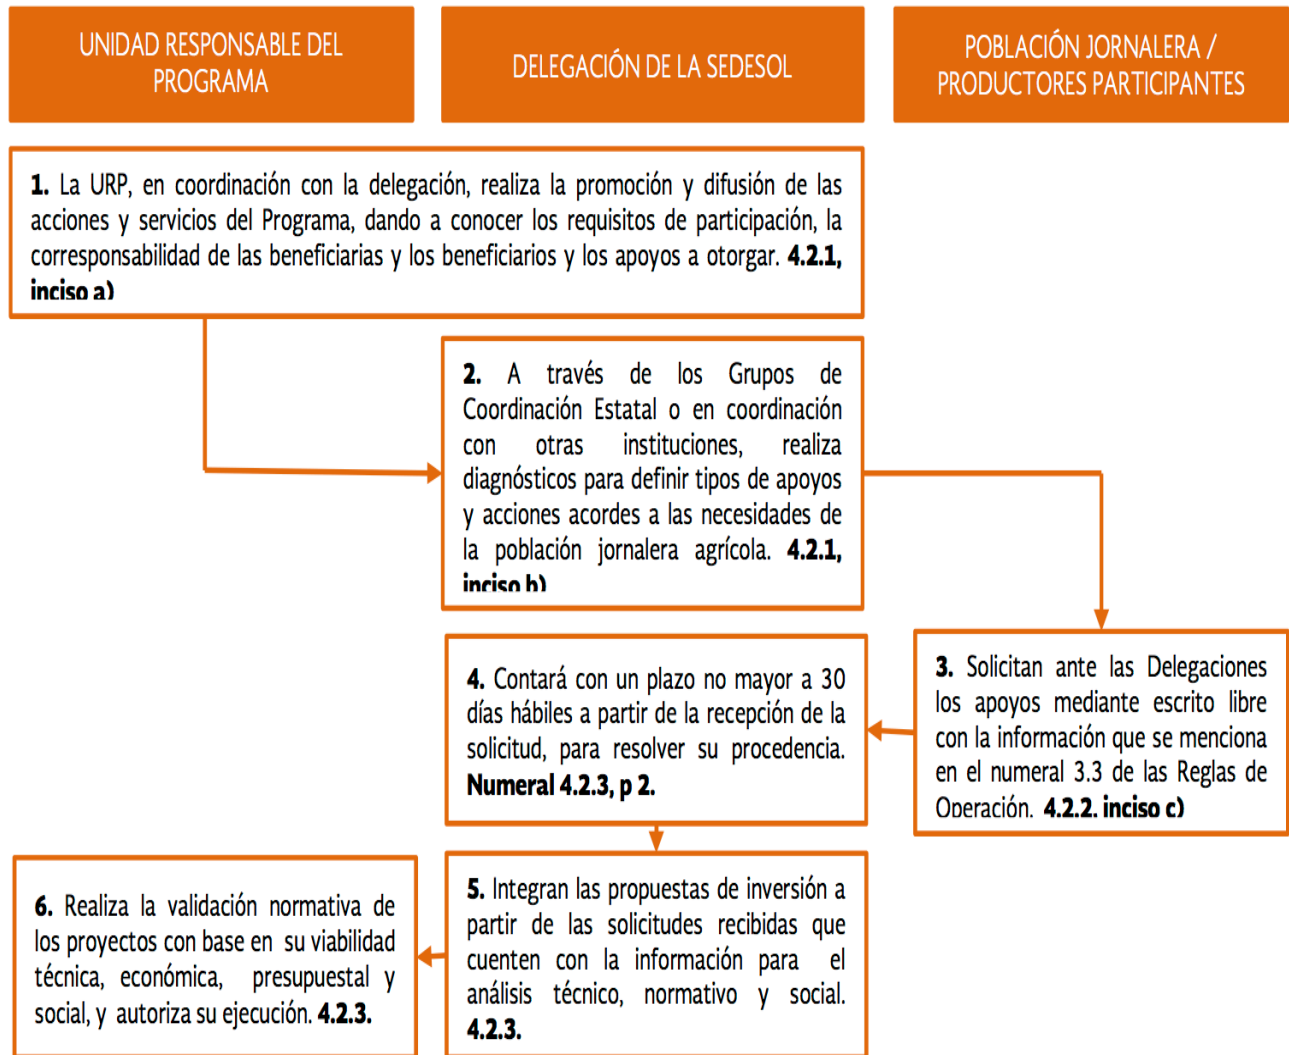 UNIDAD RESPONSABLE DEL
PROGRAMA
DELEGACIÓN DE LA SEDESOL
POBLACIÓN JORNALERA /
PRODUCTORES PARTICIPANTES
1. La URP, en coordinación con la delegación, realiza la promoción y difusión de las
acciones y servicios del Programa, dando a conocer los requisitos de participación, la
corresponsabilidad de las beneficiarias y los beneficiarios y los apoyos a otorgar. 4.2.1,
inciso a)
2. A través de los Grupos de
Coordinación Estatal o en coordinación
con otras instituciones, realiza
diagnósticos para definir tipos de apoyos
y acciones acordes a las necesidades de
la población jornalera agrícola. 4.2.1,
inciso b)
3. Solicitan ante las Delegaciones
los apoyos mediante escrito libre
con la información que se menciona
en el numeral 3.3 de las Reglas de
Operación. 4.2.2. inciso c)
4. Contará con un plazo no mayor a 30
días hábiles a partir de la recepción de la
solicitud, para resolver su procedencia.
Numeral 4.2.3, p 2.
5. Integran las propuestas de inversión a
partir de las solicitudes recibidas que
cuenten con la información para el
análisis técnico, normativo y social.
4.2.3.
6. Realiza la validación normativa de
los proyectos con base en su viabilidad
técnica, económica, presupuestal y
social, y autoriza su ejecución. 4.2.3.